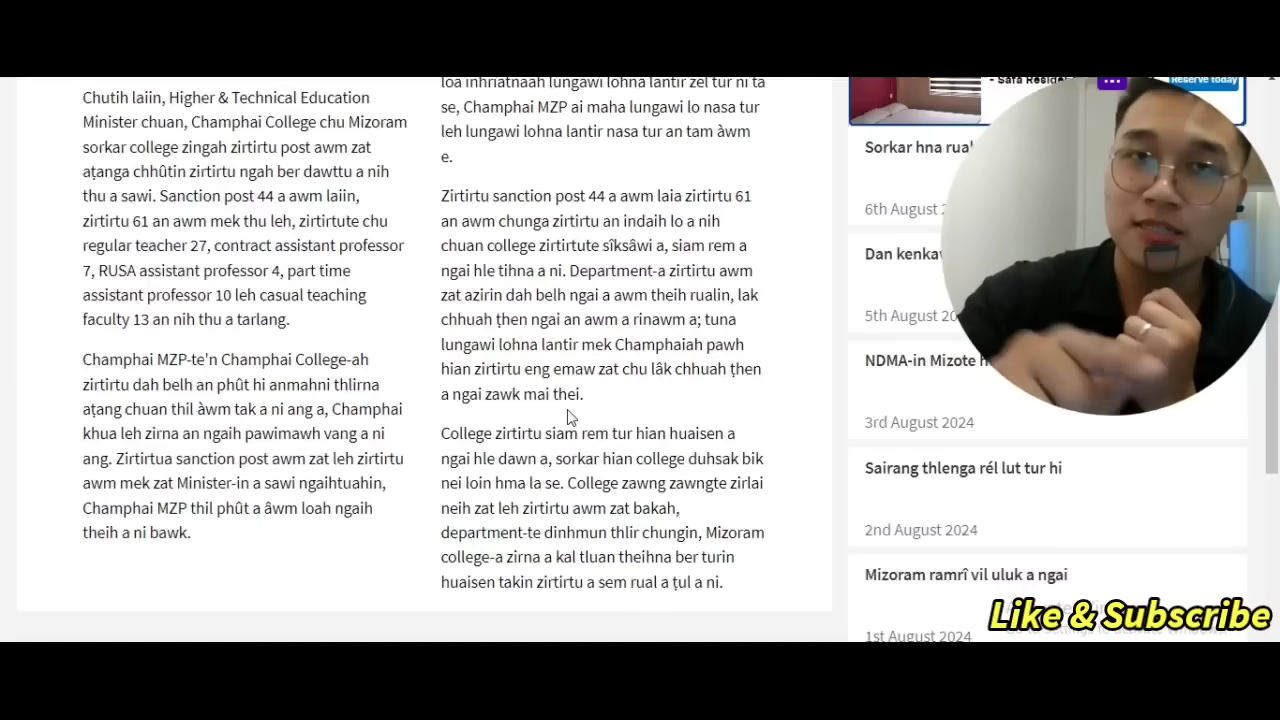 Chutih laiin, Higher & Technical Education
Minister chuan, Champhai College chu Mizoram
sorkar college zingah zirtirtu post awm zat
aṭanga chhûtin zirtirtu ngah ber dawttu a nih
thu a sawi. Sanction post 44 a awm laiin,
zirtirtu 61 an awm mek thu leh, zirtirtute chu
regular teacher 27, contract assistant professor
7, RUSA assistant professor 4, part time
assistant professor 10 leh casual teaching
faculty 13 an nih thu a tarlang.
Champhai MZP-te'n Champhai College-ah
zirtirtu dah belh an phût hi anmahni thlirna
aṭang chuan thil àwm tak a ni ang a, Champhai
khua leh zirna an ngaih pawimawh vang a ni
ang. Zirtirtua sanction post awm zat leh zirtirtu
awm mek zat Minister-in a sawi ngaihtuahin,
Champhai MZP thil phût a âwm loah ngaih
theih a ni bawk.
loa inhriatnaah lungawi lohna lantir zel tur ni ta
se, Champhai MZP ai maha lungawi lo nasa tur
leh lungawi lohna lantir nasa tur an tam àwm
e.
Zirtirtu sanction post 44 a awm laia zirtirtu 61
an awm chunga zirtirtu an indaih lo a nih
chuan college zirtirtute sîksâwi a, siam rem a
ngai hle tihna a ni. Department-a zirtirtu awm
zat azirin dah belh ngai a awm theih rualin, lak
chhuah ṭhen ngai an awm a rinawm a; tuna
lungawi lohna lantir mek Champhaiah pawh
hian zirtirtu eng emaw zat chu lâk chhuah ṭhen
a ngai zawk mai thei.
College zirtirtu siam rem tur hian huaisen a
ngai hle dawn a, sorkar hian college duhsak bik
nei loin hma la se. College zawng zawngte zirlai
neih zat leh zirtirtu awm zat bakah,
department-te dinhmun thlir chungin, Mizoram
college-a zirna a kal tluan theihna ber turin
huaisen takin zirtirtu a sem rual a ṭul a ni.
Reserve today
Sorkar hna
6th August
Dan
5th August
NDMA-in Mizote
3rd August 2024
Sairang thlenga rél lut tur hi
2nd August 2024
Mizoram ramrî vil uluk a ngai
1st August 2024
Like & Subscribe